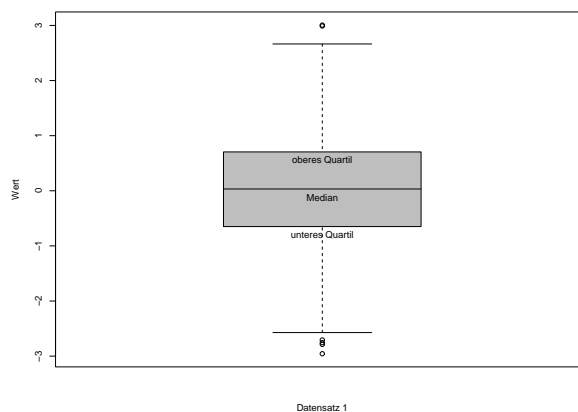 3
2
1
0
−1
−2
−3
Wert
oberes Quartil
Median
unteres Quartil
Datensatz 1